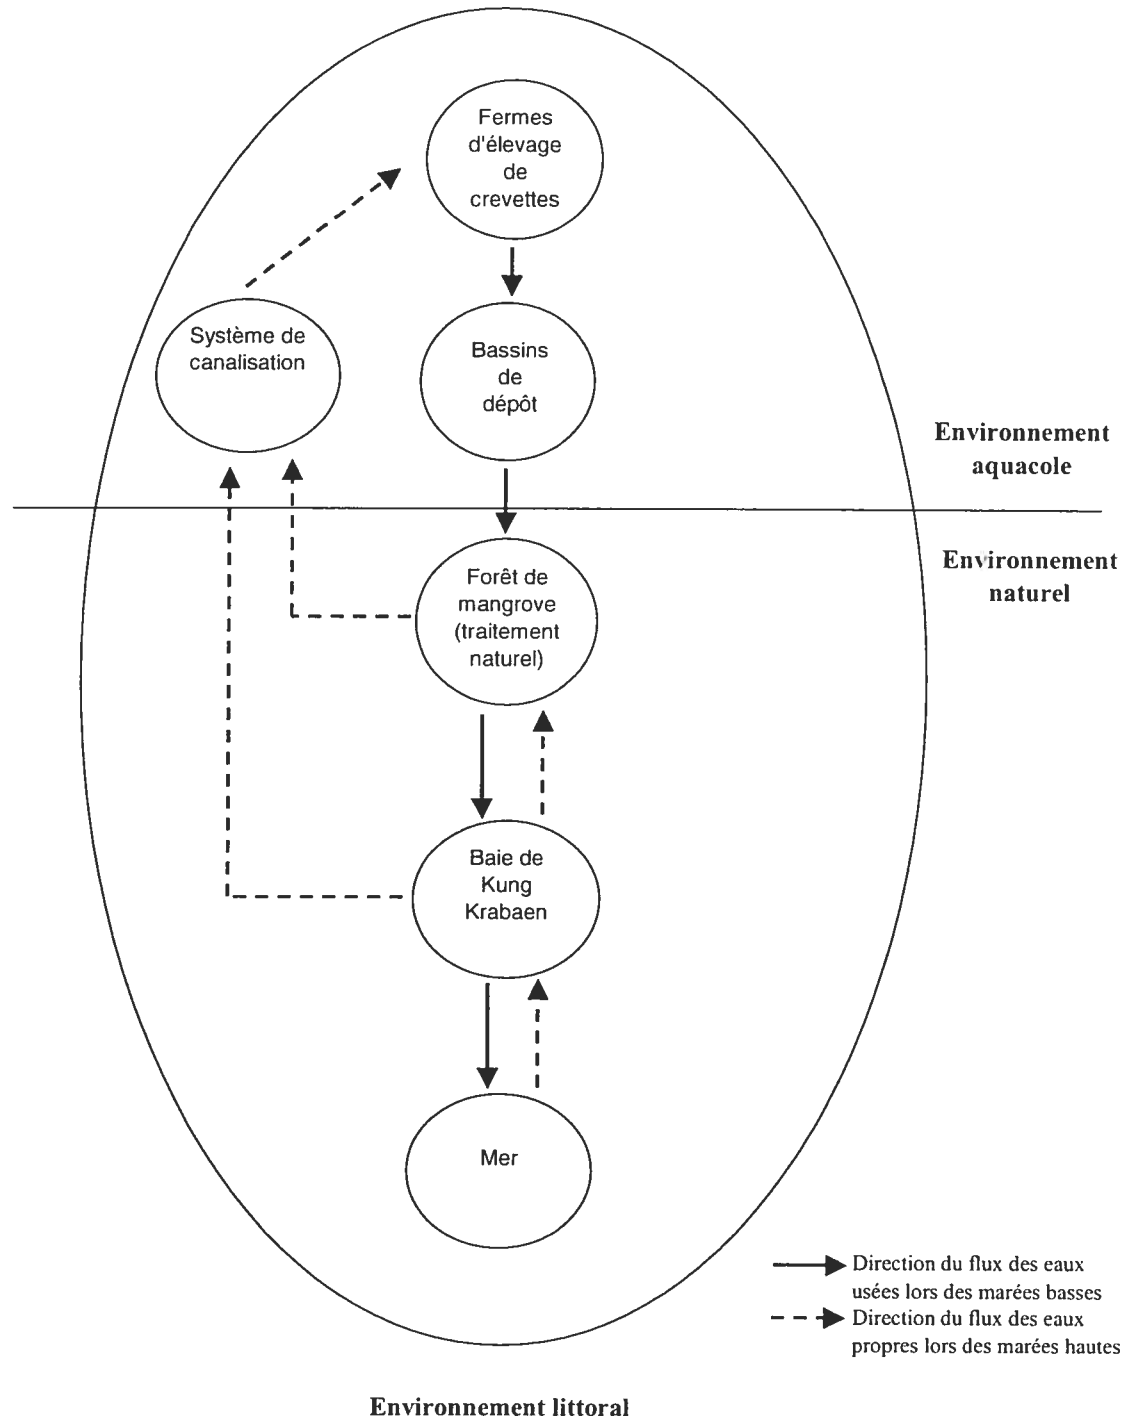 Fermes
d'élevage
de
crevettes
Système de
canalisation
Bassins
de
dépôt
Environnement
aquacole
Environnement
naturel
Forêt de
mangrove
(traitement
naturel)
Baie de
Kung
Krabaen
Mer
Direction du flux des eaux
usées lors des marées basses
Direction du flux des eaux
propres lors des marées hautes
Environnement littoral